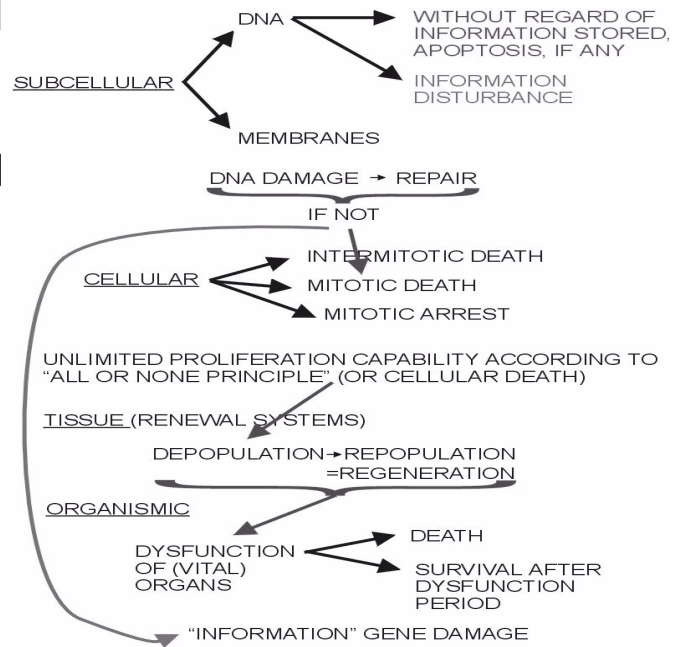 DNA
WITHOUT REGARD OF
INFORMATION STORED,
APOPTOSIS, IF ANY
SUBCELLULAR
INFORMATION
DISTURBANCE
MEMBRANES
DNA DAMAGE → REPAIR
IF NOT
INTERMITOTIC DEATH
CELLULAR
MITOTIC DEATH
MITOTIC ARREST
UNLIMITED PROLIFERATION CAPABILITY ACCORDING TO
“ALL OR NONE PRINCIPLE” (OR CELLULAR DEATH)
TISSUE (RENEWAL SYSTEMS)
DEPOPULATION→REPOPULATION
=REGENERATION
ORGANISMIC
DYSFUNCTION
OF (VITAL)
ORGANS
DEATH
SURVIVAL AFTER
DYSFUNCTION
PERIOD
“INFORMATION” GENE DAMAGE